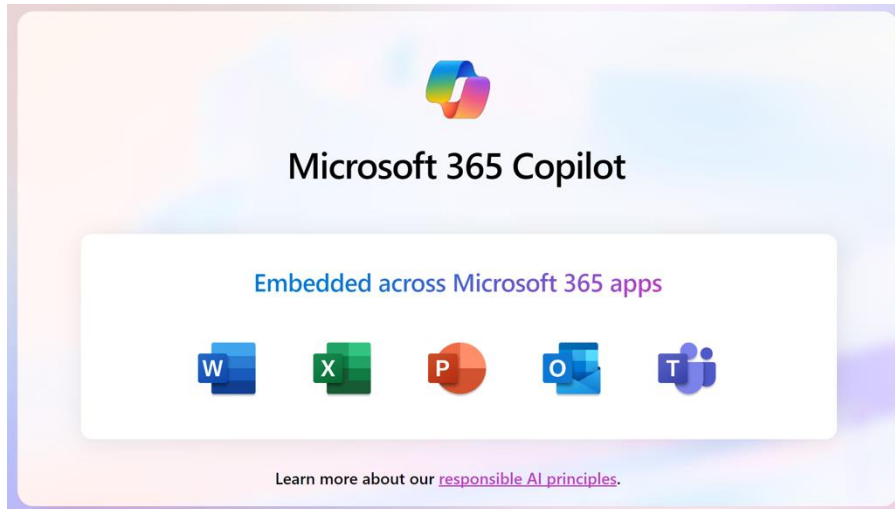 Microsoft 365 Copilot
Embedded across Microsoft 365 apps
W X P O T
Learn more about our responsible AI principles.